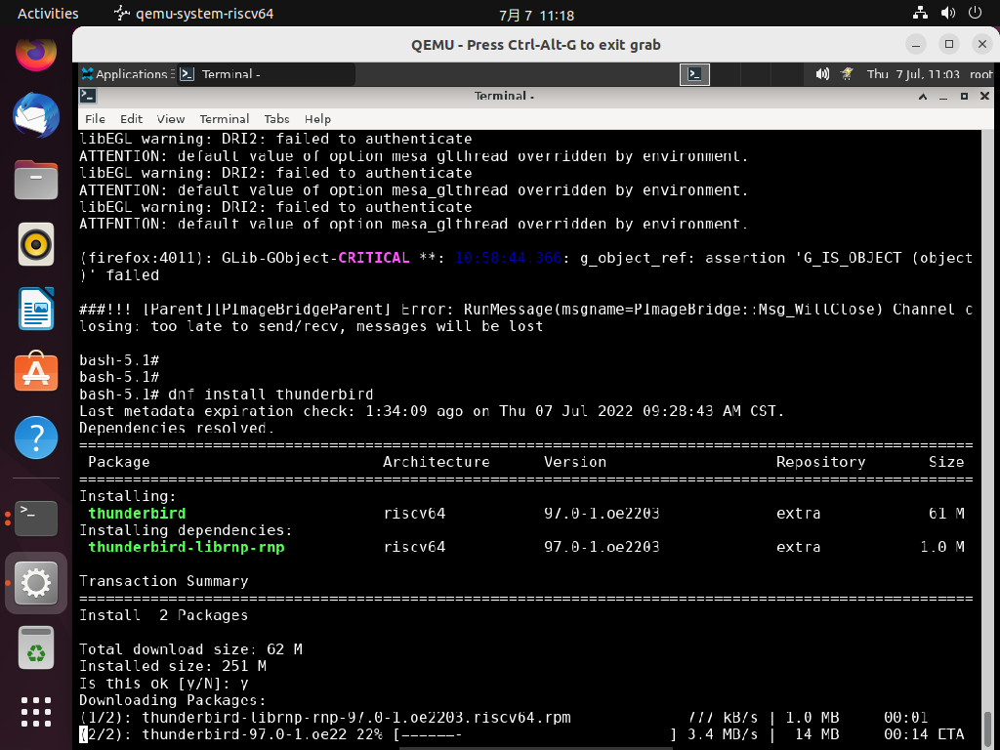 Activities qemu-system-riscv64 7月 7 11:18
QEMU - Press Ctrl-Alt-G to exit grab
Applications Terminal - Thu 7 Jul, 11:03 root
Terminal -
File Edit View Terminal Tabs Help
libEGL warning: DRI2: failed to authenticate
ATTENTION: default value of option mesa_glthread overridden by environment.
libEGL warning: DRI2: failed to authenticate
ATTENTION: default value of option mesa_glthread overridden by environment.
libEGL warning: DRI2: failed to authenticate
ATTENTION: default value of option mesa_glthread overridden by environment.
(firefox:4011): GLib-GObject-CRITICAL **: 10:58:44.366: g_object_ref: assertion 'G_IS_OBJECT (object
)' failed
###!!! [Parent][PImageBridgeParent] Error: RunMessage(msgname=PImageBridge::Msg_WillClose) Channel c
losing: too late to send/recv, messages will be lost
bash-5.1#
bash-5.1#
bash-5.1# dnf install thunderbird
Last metadata expiration check: 1:34:09 ago on Thu 07 Jul 2022 09:28:43 AM CST.
Dependencies resolved.
====================================================================================================
Package Architecture Version Repository Size
====================================================================================================
Installing:
thunderbird riscv64 97.0-1.oe2203 extra 61 M
Installing dependencies:
thunderbird-librnp-rnp riscv64 97.0-1.oe2203 extra 1.0 M
Transaction Summary
====================================================================================================
Install 2 Packages
Total download size: 62 M
Installed size: 251 M
Is this ok [y/N]: y
Downloading Packages:
(1/2): thunderbird-librnp-rnp-97.0-1.oe2203.riscv64.rpm 777 kB/s | 1.0 MB 00:01
(2/2): thunderbird-97.0-1.oe22 22% [------- ] 3.4 MB/s | 14 MB 00:14 ETA